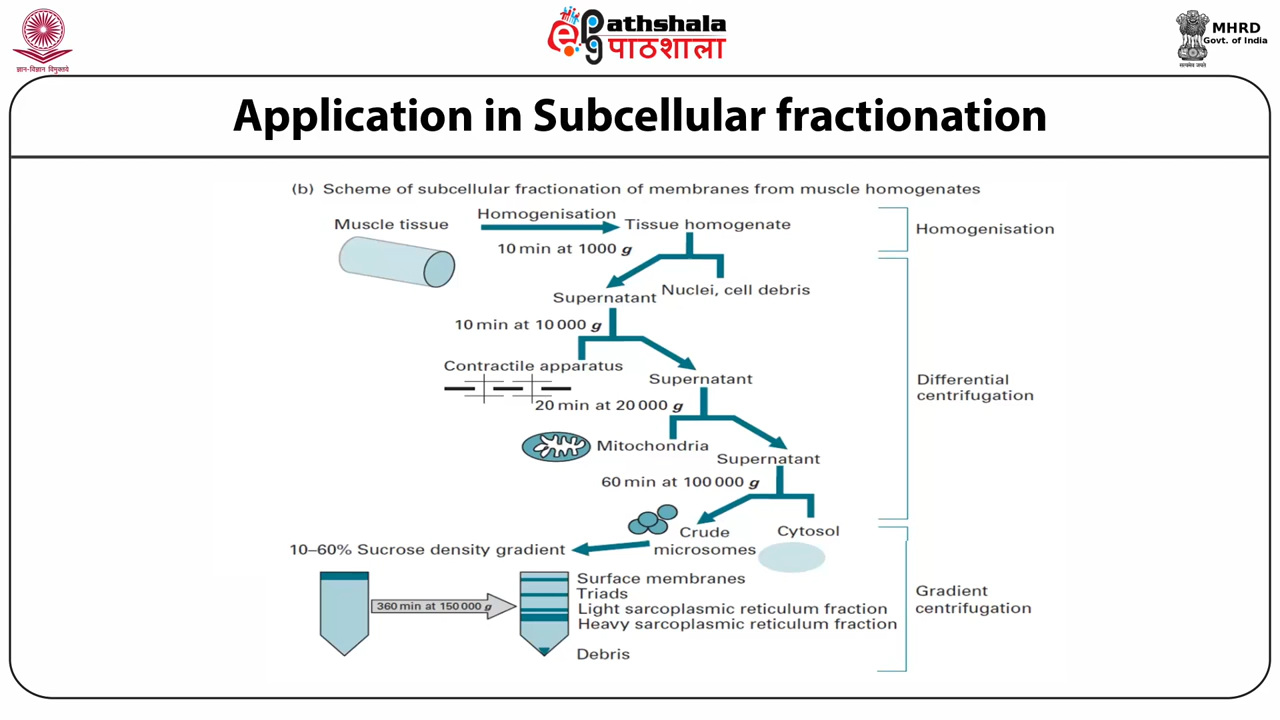 ज्ञान-विज्ञान विमुक्तये
ePathshala
पाठशाला
MHRD
Govt. of India
सत्यमेव जयते
Application in Subcellular fractionation
(b) Scheme of subcellular fractionation of membranes from muscle homogenates
Muscle tissue
Homogenisation
Tissue homogenate
Homogenisation
10 min at 1000 g
Nuclei, cell debris
Supernatant
10 min at 10 000 g
Contractile apparatus
Supernatant
Differential
centrifugation
20 min at 20 000 g
Mitochondria
Supernatant
60 min at 100 000 g
Crude
microsomes
Cytosol
10–60% Sucrose density gradient
360 min at 150 000 g
Surface membranes
Triads
Light sarcoplasmic reticulum fraction
Heavy sarcoplasmic reticulum fraction
Debris
Gradient
centrifugation